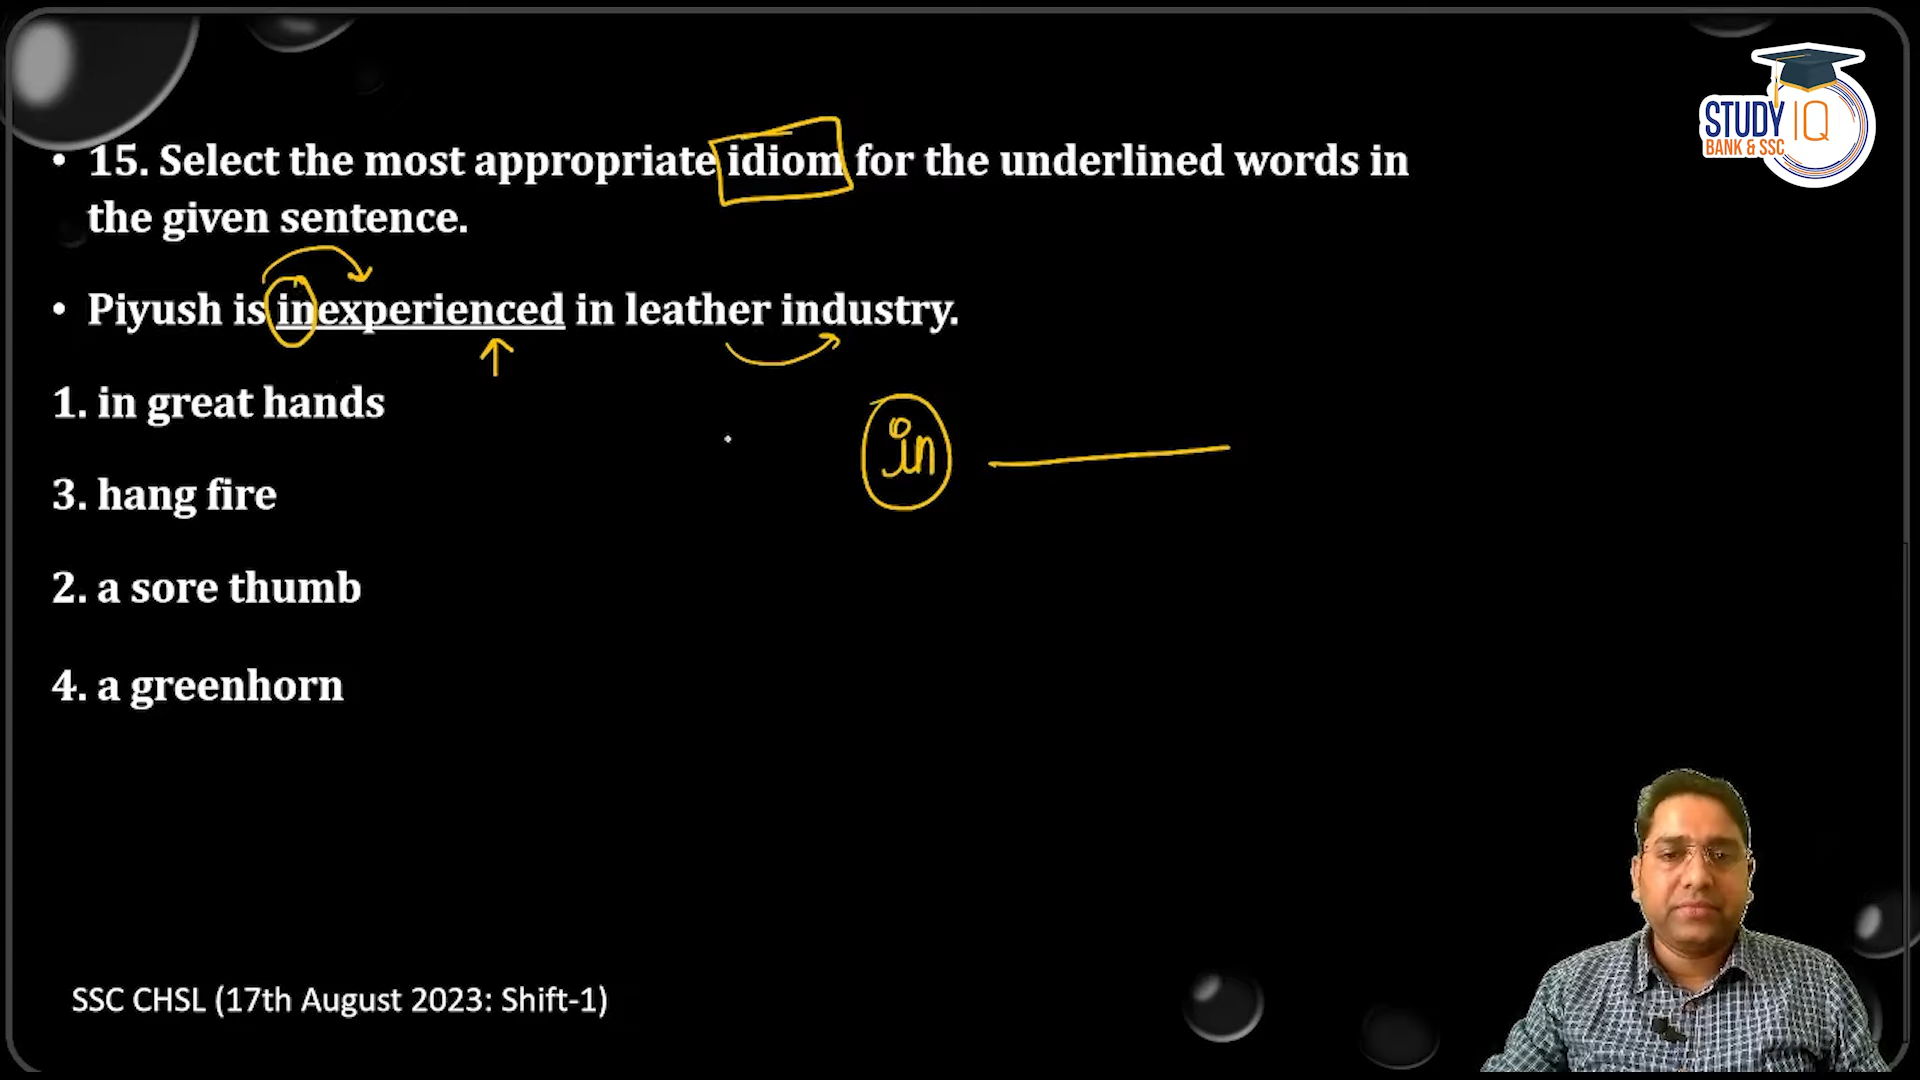 STUDY IQ
BANK & SSC
• 15. Select the most appropriate idiom for the underlined words in
the given sentence.
• Piyush is inexperienced in leather industry.
1. in great hands
in
3. hang fire
2. a sore thumb
4. a greenhorn
SSC CHSL (17th August 2023: Shift-1)